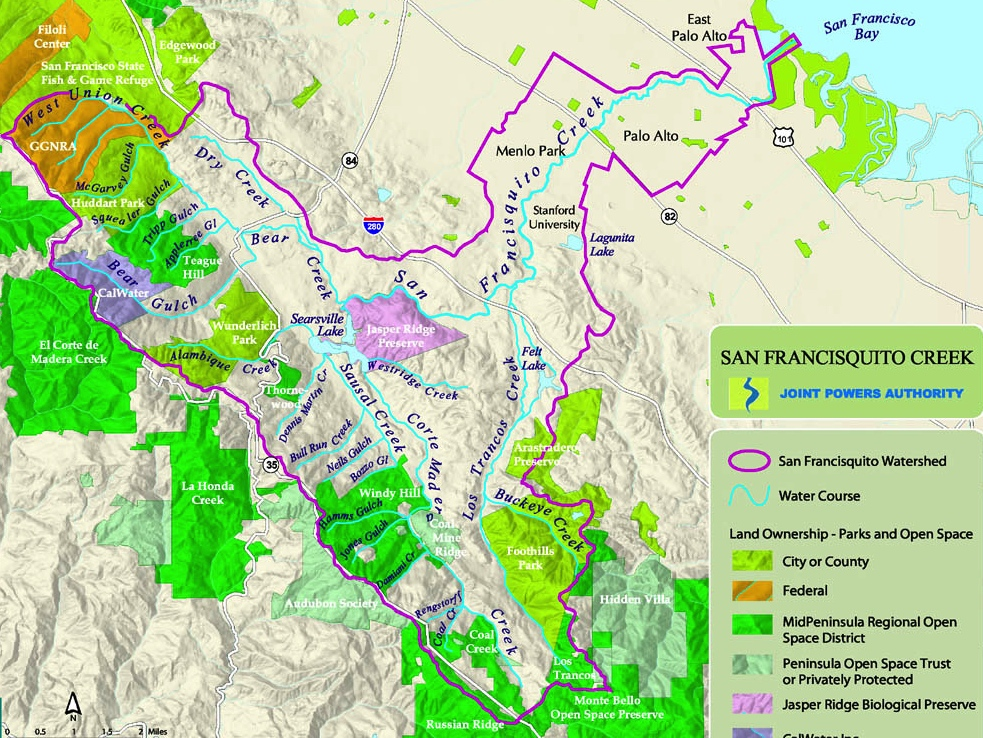 East
Palo Alto
San Francisco
Bay
Filoli
Center
Edgewood
Park
San Francisco State
Fish & Game Refuge
West Union Creek
GGNRA
McGarvey Gulch
Huddart Park
Squealer Gulch
Tripp Gulch
Appletree Gl
Teague
Hill
Dry Creek
84
280
101
82
Menlo Park
Palo Alto
Stanford
University
Lagunita
Lake
San Francisquito Creek
Bear Creek
Bear Gulch
CalWater
Wunderlich
Park
Searsville
Lake
Jasper Ridge
Preserve
El Corte de
Madera Creek
Alambique Creek
Thorne-
wood
Dennis Martin Cr
Westridge Creek
Felt
Lake
Sausal Creek
Corte Madera Creek
Los Trancos Creek
Bull Run Creek
Neils Gulch
Bozzo Gl
35
La Honda
Creek
Windy Hill
Hamms Gulch
Jones Gulch
Damiani Cr
Coal
Mine
Ridge
Arastradero
Preserve
Buckeye Creek
Foothills
Park
Hidden Villa
Audubon Society
Rengstorff
Coal Cr
Coal
Creek
Los
Trancos
Monte Bello
Open Space Preserve
Russian Ridge
N
0 0.5 1 1.5 2 Miles
SAN FRANCISQUITO CREEK
JOINT POWERS AUTHORITY
San Francisquito Watershed
Water Course
Land Ownership - Parks and Open Space
City or County
Federal
MidPeninsula Regional Open
Space District
Peninsula Open Space Trust
or Privately Protected
Jasper Ridge Biological Preserve
CalWater Inc